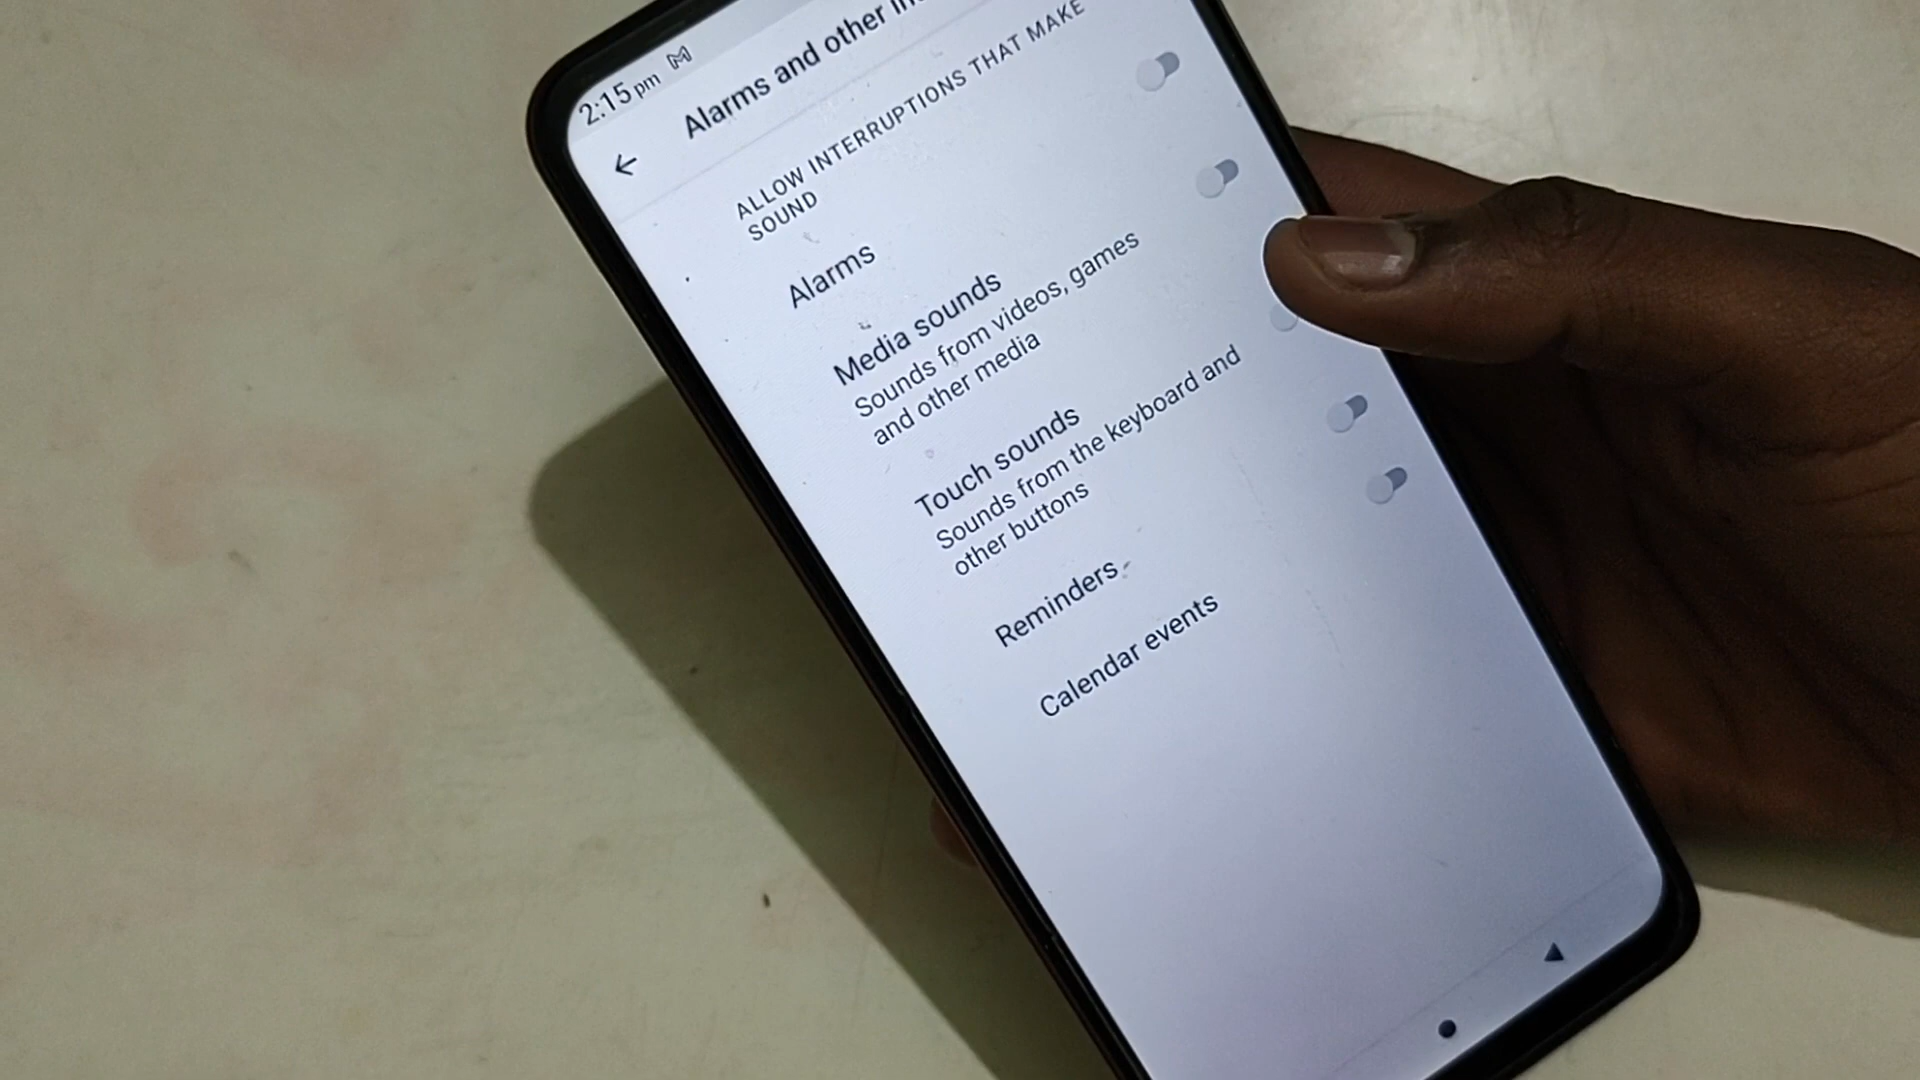 2:15 pm
Alarms and other
ALLOW INTERRUPTIONS THAT MAKE
SOUND
Alarms
Media sounds
Sounds from videos, games
and other media
Touch sounds
Sounds from the keyboard and
other buttons
Reminders
Calendar events